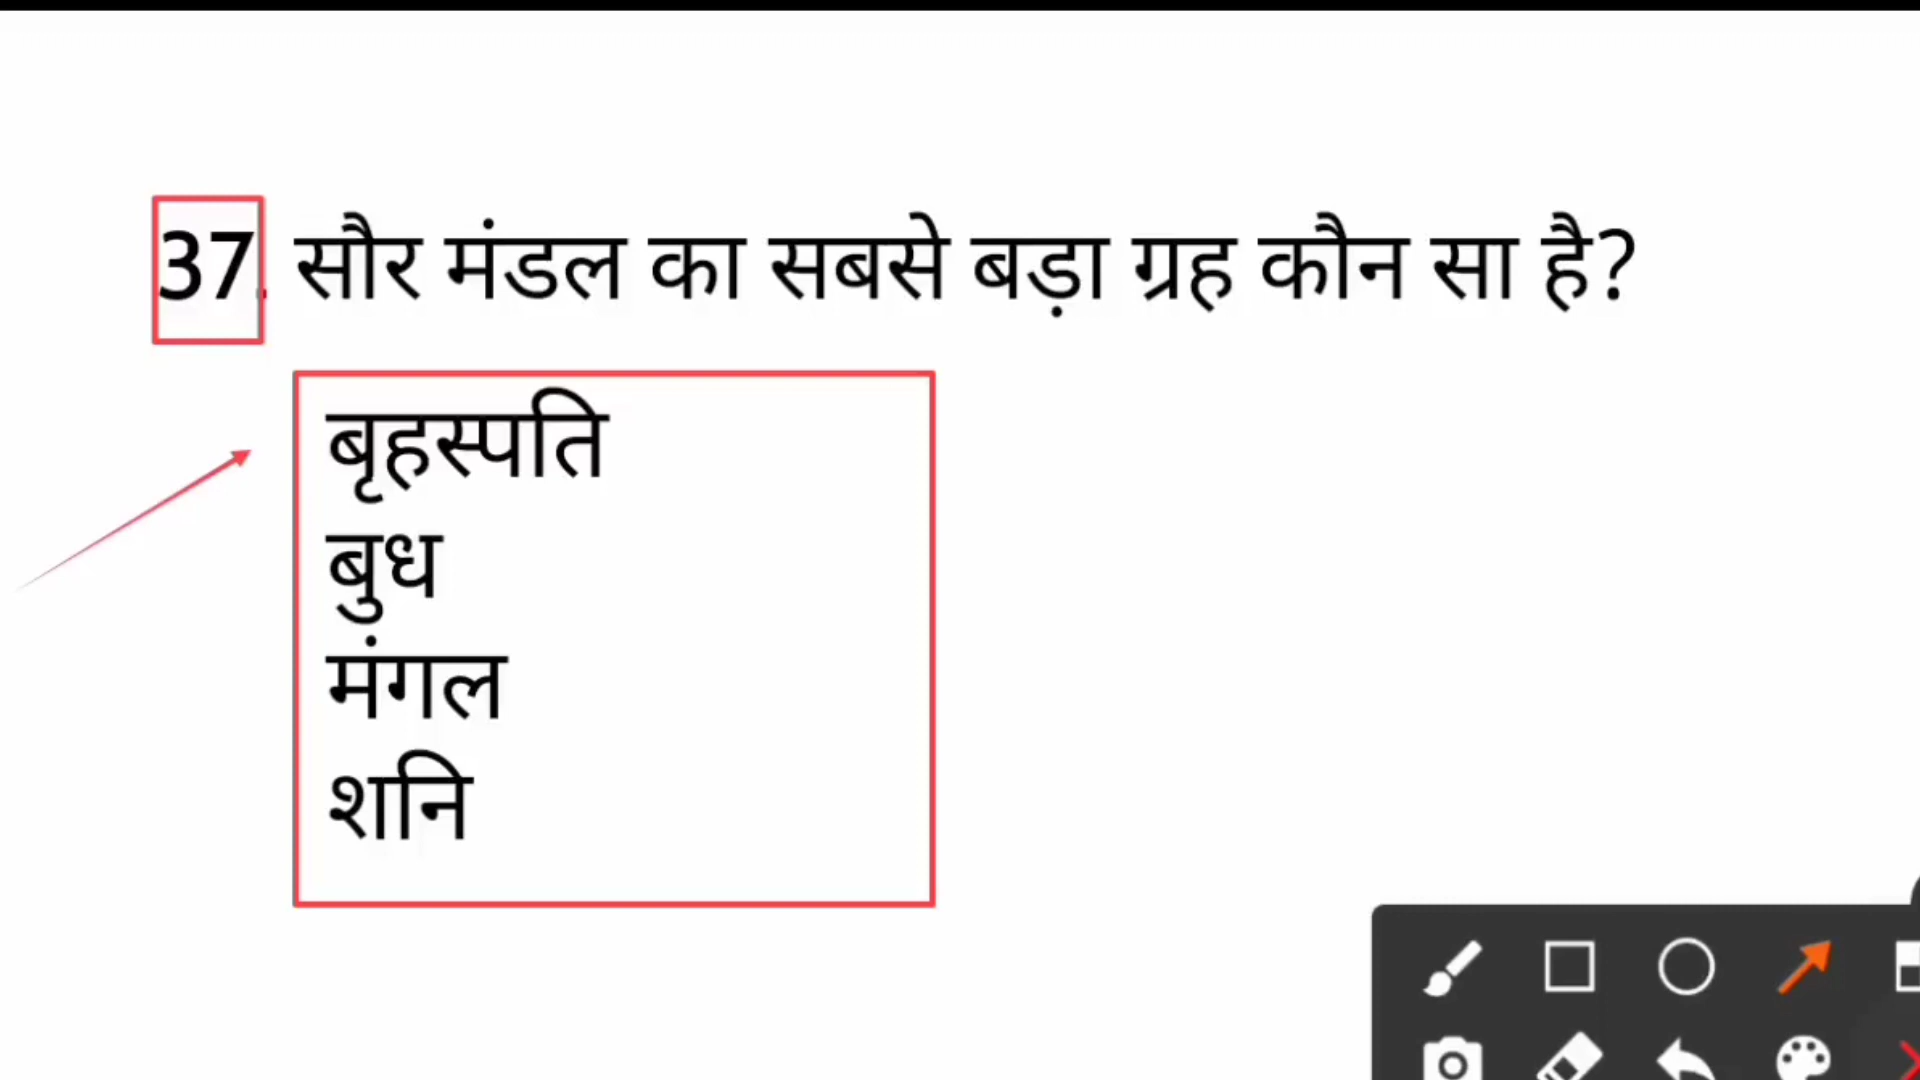 37. सौर मंडल का सबसे बड़ा ग्रह कौन सा है?
बृहस्पति
बुध
मंगल
शनि